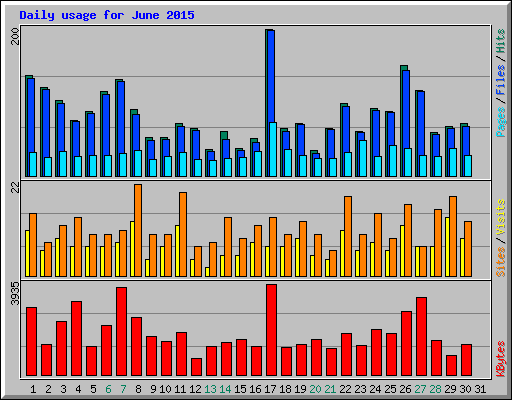 Daily usage for June 2015
200
Pages / Files / Hits
22
Sites / Visits
3935
KBytes
1 2 3 4 5 6 7 8 9 10 11 12 13 14 15 16 17 18 19 20 21 22 23 24 25 26 27 28 29 30 31